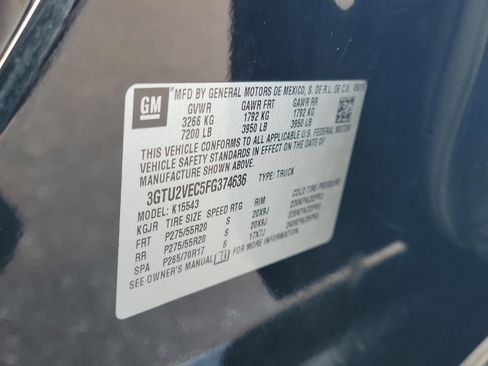 GM
MFD BY GENERAL MOTORS DE MEXICO, S. DE R.L. DE C.V. 05/15
GVWR GAWR FRT GAWR RR
3266 KG 1792 KG 1792 KG
7200 LB 3950 LB 3950 LB
THIS VEHICLE CONFORMS TO ALL APPLICABLE U.S. FEDERAL MOTOR
VEHICLE SAFETY STANDARDS IN EFFECT ON THE DATE OF
MANUFACTURE SHOWN ABOVE.
3GTU2VEC5FG374636 TYPE: TRUCK
MODEL: K15543
KGJR TIRE SIZE SPEED RTG RIM COLD TIRE PRESSURE
FRT P275/55R20 S 20X9J
RR P275/55R20 S 20X9J
SPA P265/70R17 S 17X7J
SEE OWNER'S MANUAL FOR MORE INFORMATION.